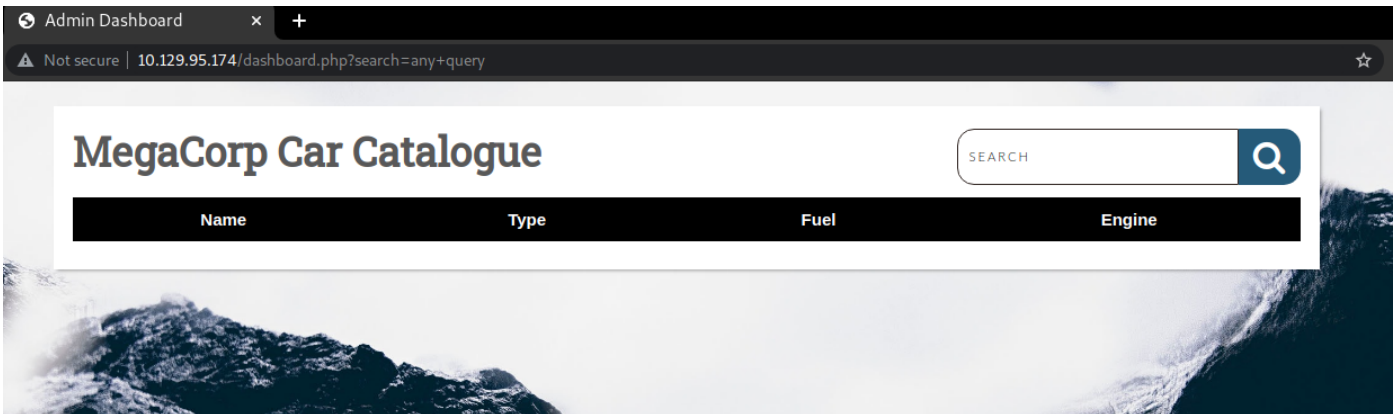 Admin Dashboard
Not secure | 10.129.95.174/dashboard.php?search=any+query
MegaCorp Car Catalogue
SEARCH
Name Type Fuel Engine